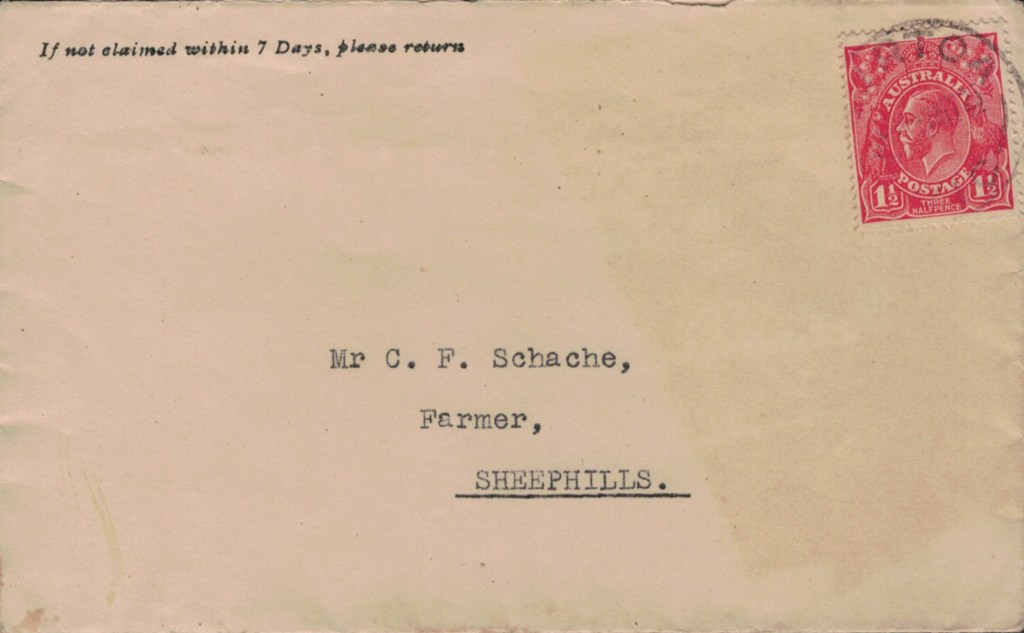 If not claimed within 7 Days, please return
AUSTRALIA
POSTAGE
1½ 1½
THREE
HALFPENCE
Mr C. F. Schache,
Farmer,
SHEEPHILLS.